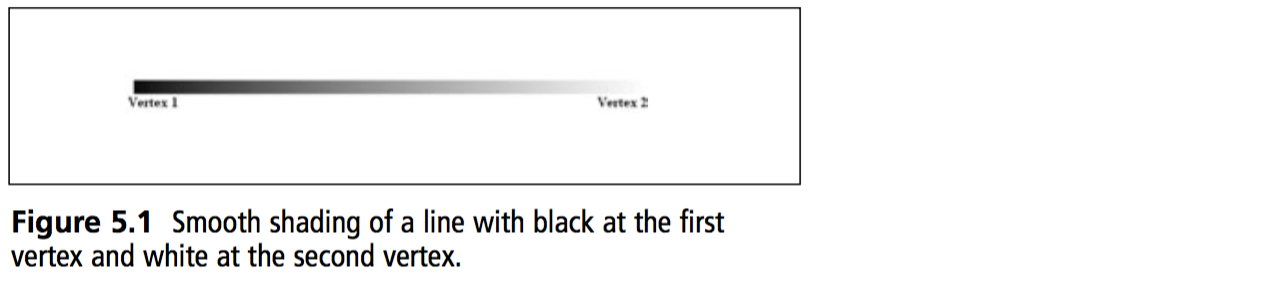 Vertex 1 Vertex 2
Figure 5.1 Smooth shading of a line with black at the first
vertex and white at the second vertex.